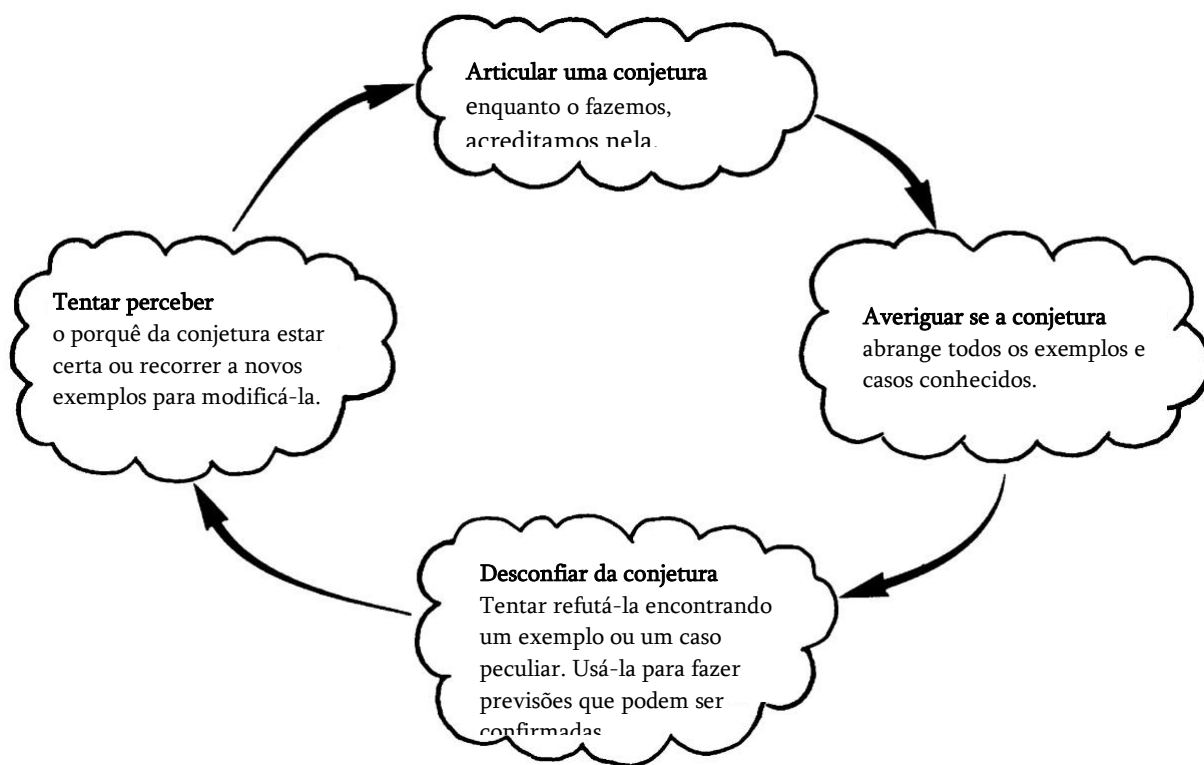 Articular uma conjetura
enquanto o fazemos,
acreditamos nela.
Averiguar se a conjetura
abrange todos os exemplos e
casos conhecidos.
Desconfiar da conjetura
Tentar refutá-la encontrando
um exemplo ou um caso
peculiar. Usá-la para fazer
previsões que podem ser
confirmadas
Tentar perceber
o porquê da conjetura estar
certa ou recorrer a novos
exemplos para modificá-la.